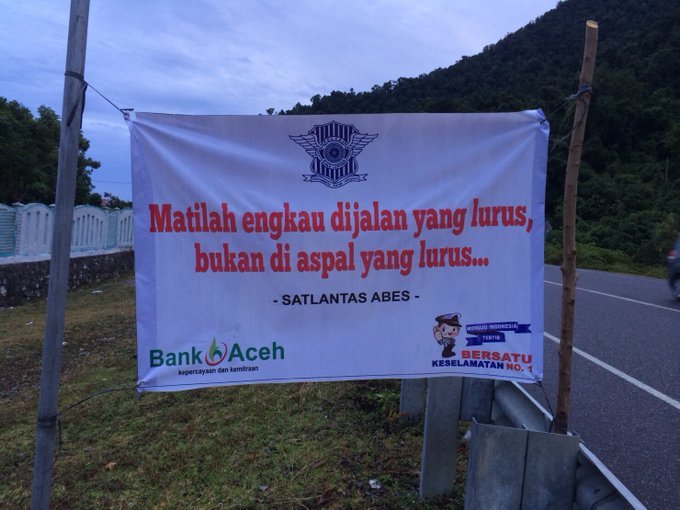 Matilah engkau dijalan yang lurus,
bukan di aspal yang lurus...
- SATLANTAS ABES -
Bank Aceh
kepercayaan dan kemitraan
MENUJU INDONESIA
TERTIB
BERSATU
KESELAMATAN NO. 1